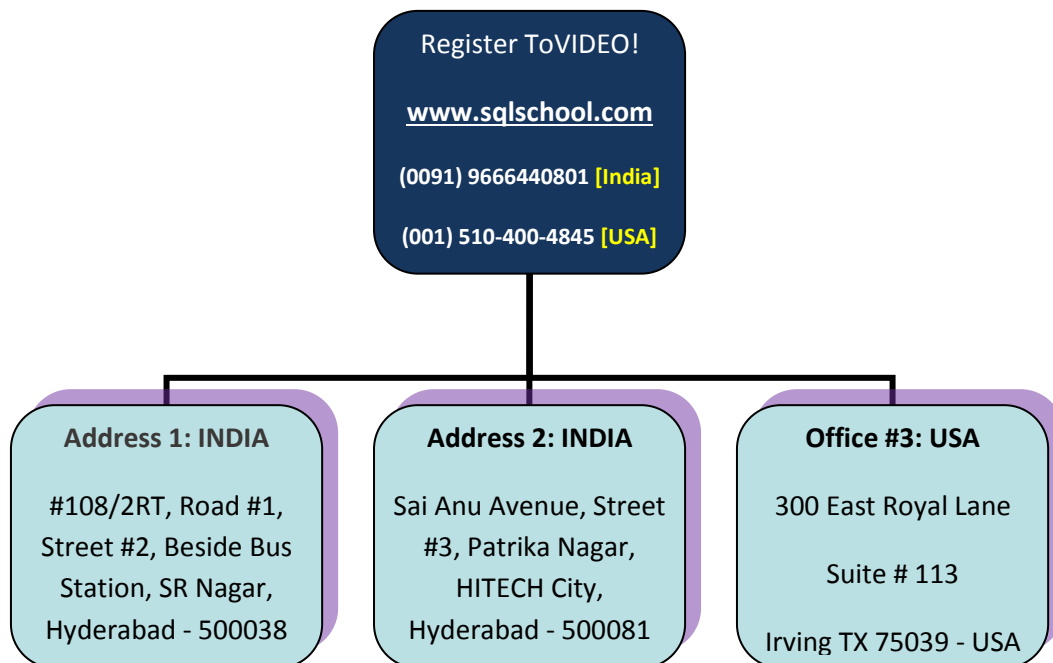 Register ToVIDEO!
www.sqlschool.com
(0091) 9666440801 [India]
(001) 510-400-4845 [USA]
Address 1: INDIA
#108/2RT, Road #1,
Street #2, Beside Bus
Station, SR Nagar,
Hyderabad - 500038
Address 2: INDIA
Sai Anu Avenue, Street
#3, Patrika Nagar,
HITECH City,
Hyderabad - 500081
Office #3: USA
300 East Royal Lane
Suite # 113
Irving TX 75039 - USA